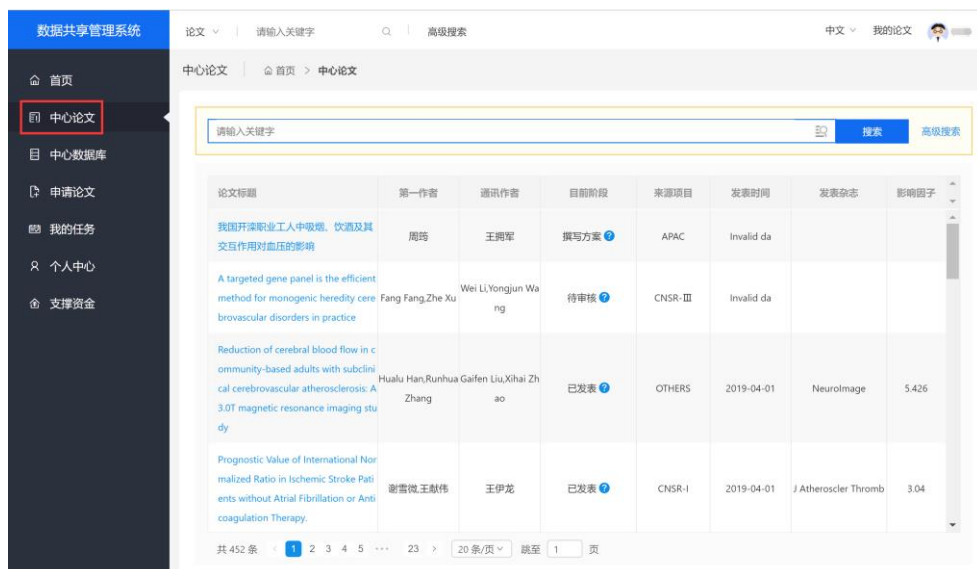 数据共享管理系统
论文
请输入关键字
高级搜索
中文
我的论文
首页
中心论文
中心数据库
申请论文
我的任务
个人中心
支撑资金
中心论文
首页 > 中心论文
请输入关键字
搜索
高级搜索
论文标题 第一作者 通讯作者 目前阶段 来源项目 发表时间 发表杂志 影响因子
我国开滦职业工人中吸烟、饮酒及其
交互作用对血压的影响
周筠
王拥军
撰写方案
APAC
Invalid da
A targeted gene panel is the efficient
method for monogenic heredity cere
brovascular disorders in practice
Fang Fang,Zhe Xu
Wei Li,Yongjun Wa
ng
待审核
CNSR-Ⅲ
Invalid da
Reduction of cerebral blood flow in c
ommunity-based adults with subclini
cal cerebrovascular atherosclerosis: A
3.0T magnetic resonance imaging stu
dy
Hualu Han,Runhua
Zhang
Gaifen Liu,Xihai Zh
ao
已发表
OTHERS
2019-04-01
NeuroImage
5.426
Prognostic Value of International Nor
malized Ratio in Ischemic Stroke Pati
ents without Atrial Fibrillation or Anti
coagulation Therapy.
谢雪微,王献伟
王伊龙
已发表
CNSR-I
2019-04-01
J Atheroscler Thromb
3.04
共 452 条 < 1 2 3 4 5 ··· 23 > 20 条/页 跳至 1 页